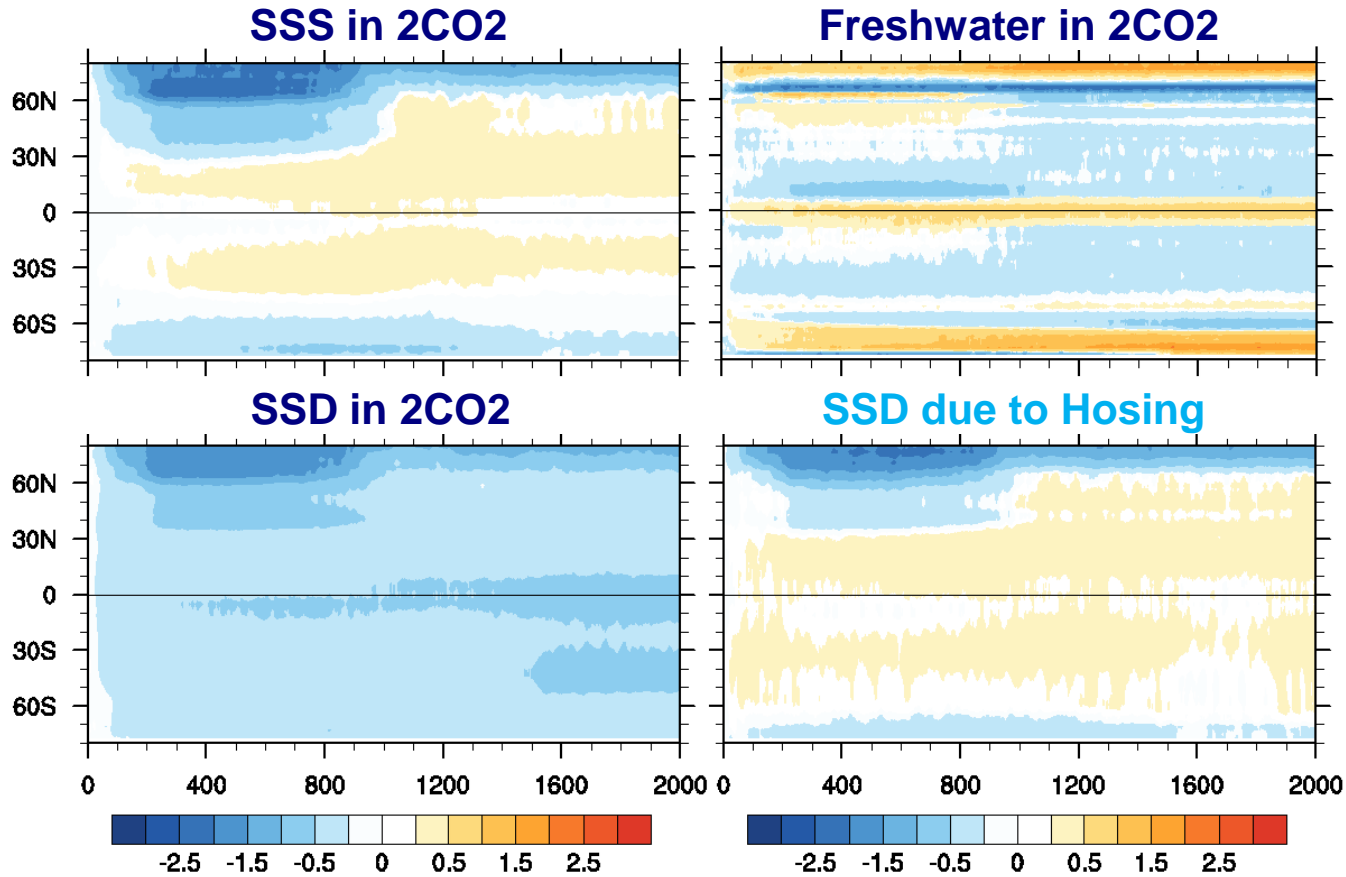 SSS in 2CO2
Freshwater in 2CO2
60N
30N
0
30S
60S
SSD in 2CO2
SSD due to Hosing
60N
30N
0
30S
60S
0 400 800 1200 1600 2000
0 400 800 1200 1600 2000
-2.5 -1.5 -0.5 0 0.5 1.5 2.5
-2.5 -1.5 -0.5 0 0.5 1.5 2.5